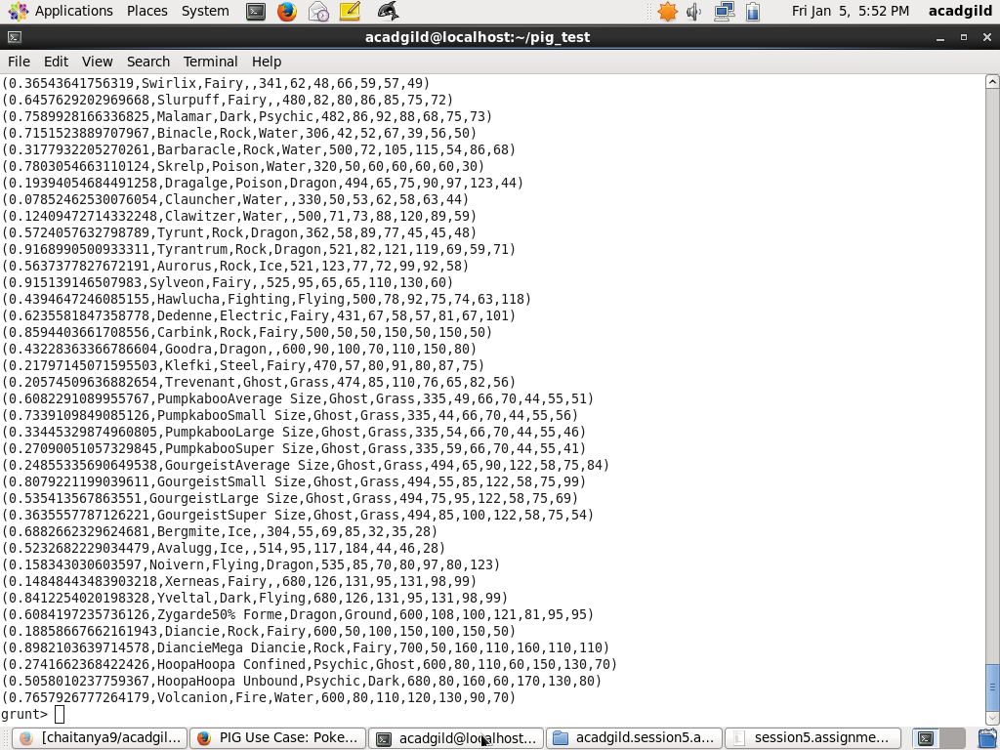 Applications Places System Fri Jan 5, 5:52 PM acadgild
acadgild@localhost:~/pig_test
File Edit View Search Terminal Help
(0.36543641756319,Swirlix,Fairy,,341,62,48,66,59,57,49)
(0.6457629202969668,Slurpuff,Fairy,,480,82,80,86,85,75,72)
(0.7589928166336825,Malamar,Dark,Psychic,482,86,92,88,68,75,73)
(0.7151523889707967,Binacle,Rock,Water,306,42,52,67,39,56,50)
(0.3177932205270261,Barbaracle,Rock,Water,500,72,105,115,54,86,68)
(0.7803054663110124,Skrelp,Poison,Water,320,50,60,60,60,60,30)
(0.19394054684491258,Dragalge,Poison,Dragon,494,65,75,90,97,123,44)
(0.07852462530076054,Clauncher,Water,,330,50,53,62,58,63,44)
(0.12409472714332248,Clawitzer,Water,,500,71,73,88,120,89,59)
(0.5724057632798789,Tyrunt,Rock,Dragon,362,58,89,77,45,45,48)
(0.9168990500933311,Tyrantrum,Rock,Dragon,521,82,121,119,69,59,71)
(0.5637377827672191,Aurorus,Rock,Ice,521,123,77,72,99,92,58)
(0.915139146507983,Sylveon,Fairy,,525,95,65,65,110,130,60)
(0.4394647246085155,Hawlucha,Fighting,Flying,500,78,92,75,74,63,118)
(0.6235581847358778,Dedenne,Electric,Fairy,431,67,58,57,81,67,101)
(0.8594403661708556,Carbink,Rock,Fairy,500,50,50,150,50,150,50)
(0.43228363366786604,Goodra,Dragon,,600,90,100,70,110,150,80)
(0.21797145071595503,Klefki,Steel,Fairy,470,57,80,91,80,87,75)
(0.20574509636882654,Trevenant,Ghost,Grass,474,85,110,76,65,82,56)
(0.6082291089955767,PumpkabooAverage Size,Ghost,Grass,335,49,66,70,44,55,51)
(0.7339109849085126,PumpkabooSmall Size,Ghost,Grass,335,44,66,70,44,55,56)
(0.33445329874960805,PumpkabooLarge Size,Ghost,Grass,335,54,66,70,44,55,46)
(0.27090051057329845,PumpkabooSuper Size,Ghost,Grass,335,59,66,70,44,55,41)
(0.24855335690649538,GourgeistAverage Size,Ghost,Grass,494,65,90,122,58,75,84)
(0.8079221199039611,GourgeistSmall Size,Ghost,Grass,494,55,85,122,58,75,99)
(0.535413567863551,GourgeistLarge Size,Ghost,Grass,494,75,95,122,58,75,69)
(0.3635557787126221,GourgeistSuper Size,Ghost,Grass,494,85,100,122,58,75,54)
(0.6882662329624681,Bergmite,Ice,,304,55,69,85,32,35,28)
(0.5232682229034479,Avalugg,Ice,,514,95,117,184,44,46,28)
(0.158343030603597,Noivern,Flying,Dragon,535,85,70,80,97,80,123)
(0.14848443483903218,Xerneas,Fairy,,680,126,131,95,131,98,99)
(0.8412254020198328,Yveltal,Dark,Flying,680,126,131,95,131,98,99)
(0.6084197235736126,Zygarde50% Forme,Dragon,Ground,600,108,100,121,81,95,95)
(0.18858667662161943,Diancie,Rock,Fairy,600,50,100,150,100,150,50)
(0.8982103639714578,DiancieMega Diancie,Rock,Fairy,700,50,160,110,160,110,110)
(0.2741662368422426,HoopaHoopa Confined,Psychic,Ghost,600,80,110,60,150,130,70)
(0.5058010237759367,HoopaHoopa Unbound,Psychic,Dark,680,80,160,60,170,130,80)
(0.7657926777264179,Volcanion,Fire,Water,600,80,110,120,130,90,70)
grunt>
[chaitanya9/acadgil... PIG Use Case: Poke... acadgild@localhost... acadgild.session5.a... session5.assignme...